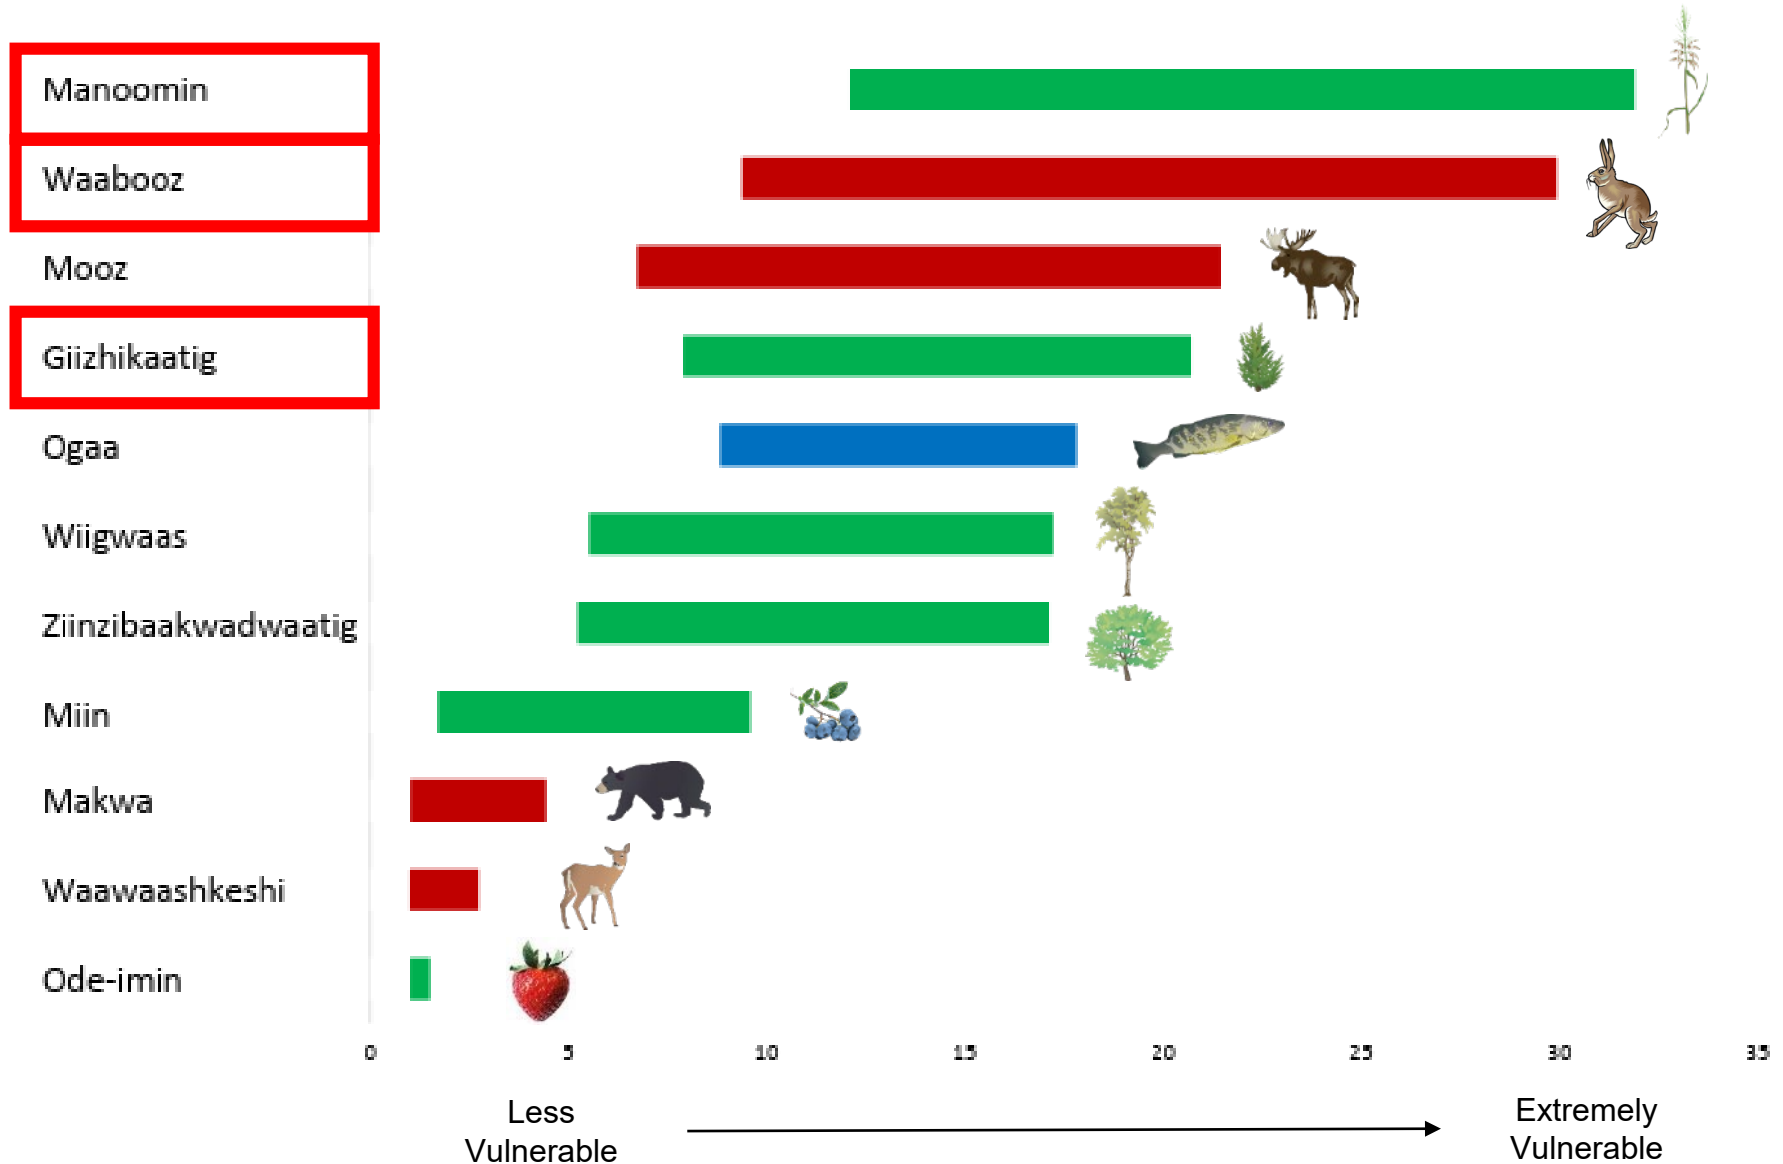 Manoomin
Waabooz
Mooz
Giizhikaatig
Ogaa
Wiigwaas
Ziinzibaakwadwaatig
Miin
Makwa
Waawaashkeshi
Ode-imin
0 5 10 15 20 25 30 35
Less
Vulnerable
Extremely
Vulnerable